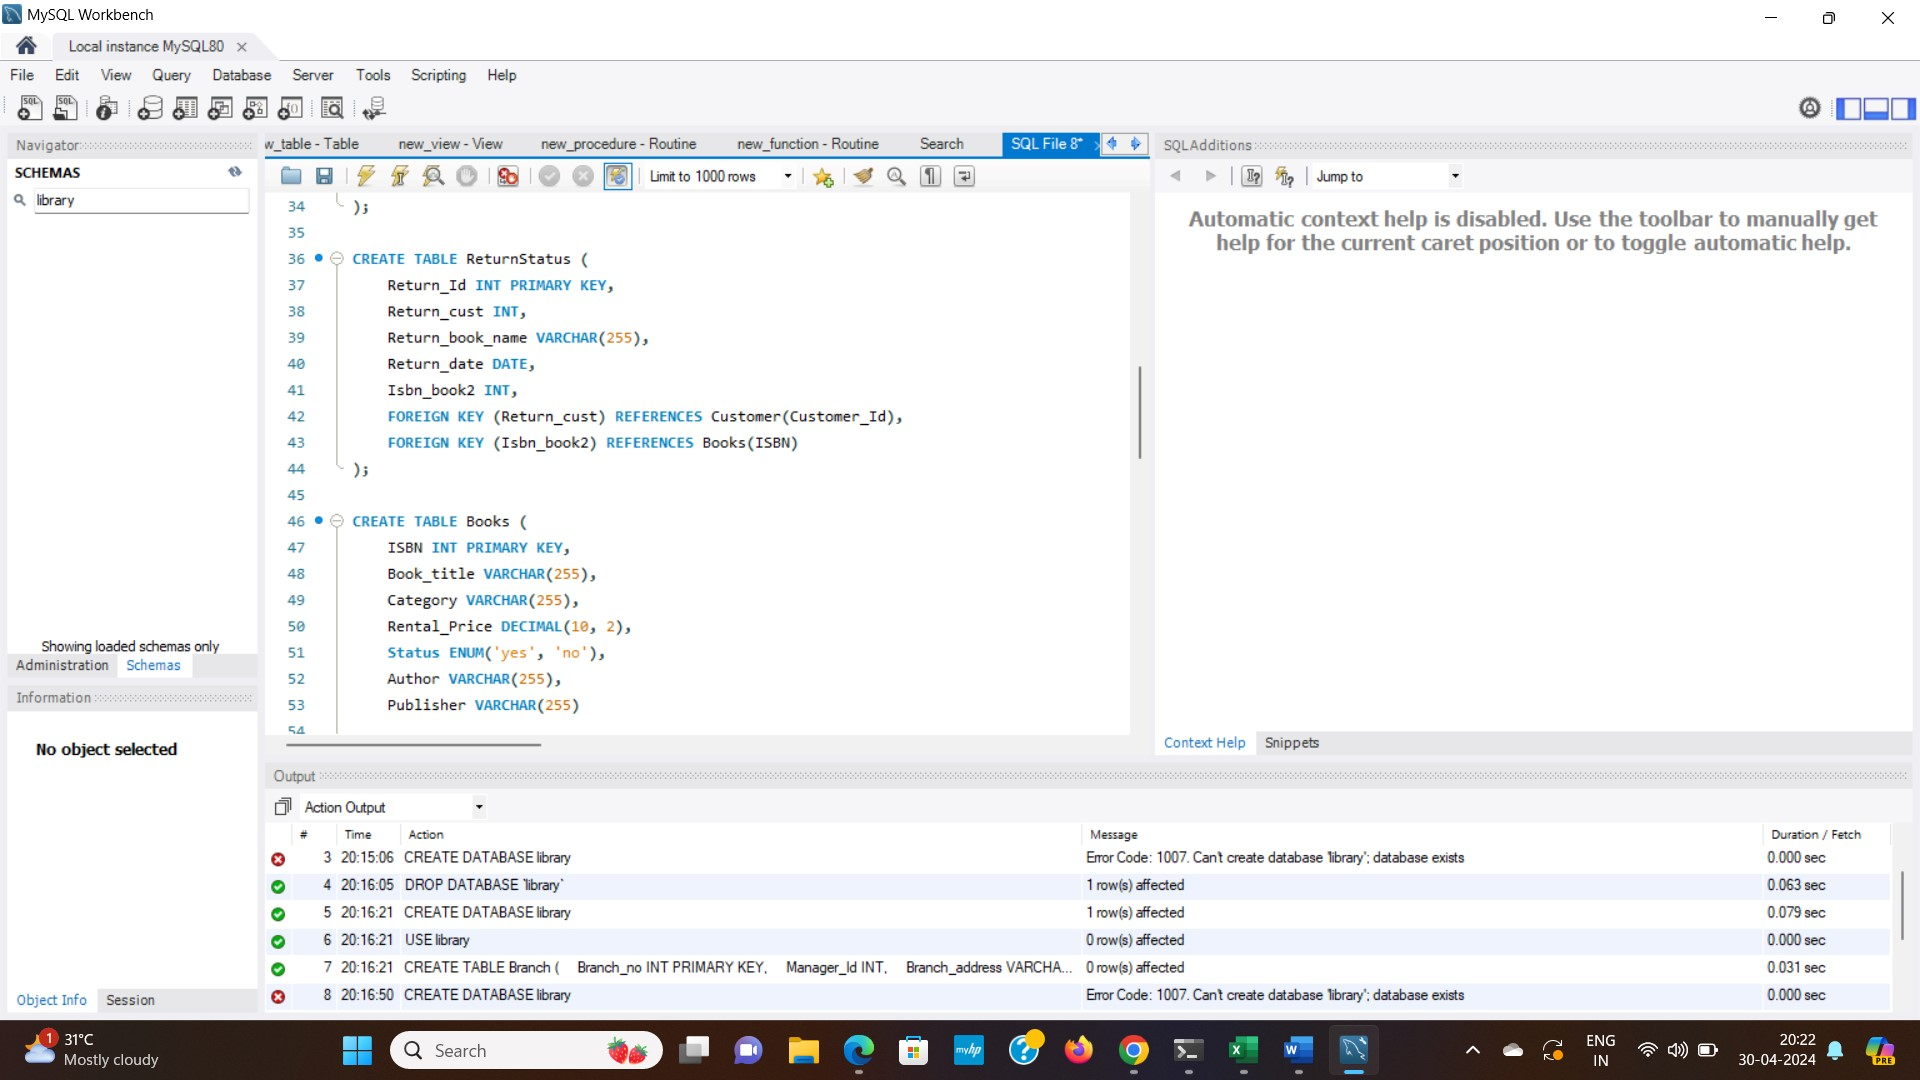 MySQL Workbench
Local instance MySQL80
File Edit View Query Database Server Tools Scripting Help
Navigator
SCHEMAS
library
Showing loaded schemas only
Administration Schemas
Information
No object selected
Object Info Session
w_table - Table new_view - View new_procedure - Routine new_function - Routine Search SQL File 8*
Limit to 1000 rows
34 );
35
36 CREATE TABLE ReturnStatus (
37 Return_Id INT PRIMARY KEY,
38 Return_cust INT,
39 Return_book_name VARCHAR(255),
40 Return_date DATE,
41 Isbn_book2 INT,
42 FOREIGN KEY (Return_cust) REFERENCES Customer(Customer_Id),
43 FOREIGN KEY (Isbn_book2) REFERENCES Books(ISBN)
44 );
45
46 CREATE TABLE Books (
47 ISBN INT PRIMARY KEY,
48 Book_title VARCHAR(255),
49 Category VARCHAR(255),
50 Rental_Price DECIMAL(10, 2),
51 Status ENUM('yes', 'no'),
52 Author VARCHAR(255),
53 Publisher VARCHAR(255)
54
SQLAdditions
Jump to
Automatic context help is disabled. Use the toolbar to manually get
help for the current caret position or to toggle automatic help.
Context Help Snippets
Output
Action Output
# Time Action Message Duration / Fetch
3 20:15:06 CREATE DATABASE library Error Code: 1007. Can't create database 'library'; database exists 0.000 sec
4 20:16:05 DROP DATABASE `library` 1 row(s) affected 0.063 sec
5 20:16:21 CREATE DATABASE library 1 row(s) affected 0.079 sec
6 20:16:21 USE library 0 row(s) affected 0.000 sec
7 20:16:21 CREATE TABLE Branch ( Branch_no INT PRIMARY KEY, Manager_Id INT, Branch_address VARCHA... 0 row(s) affected 0.031 sec
8 20:16:50 CREATE DATABASE library Error Code: 1007. Can't create database 'library'; database exists 0.000 sec
1
31°C
Mostly cloudy
Search
myhp
ENG
IN
20:22
30-04-2024
PRE